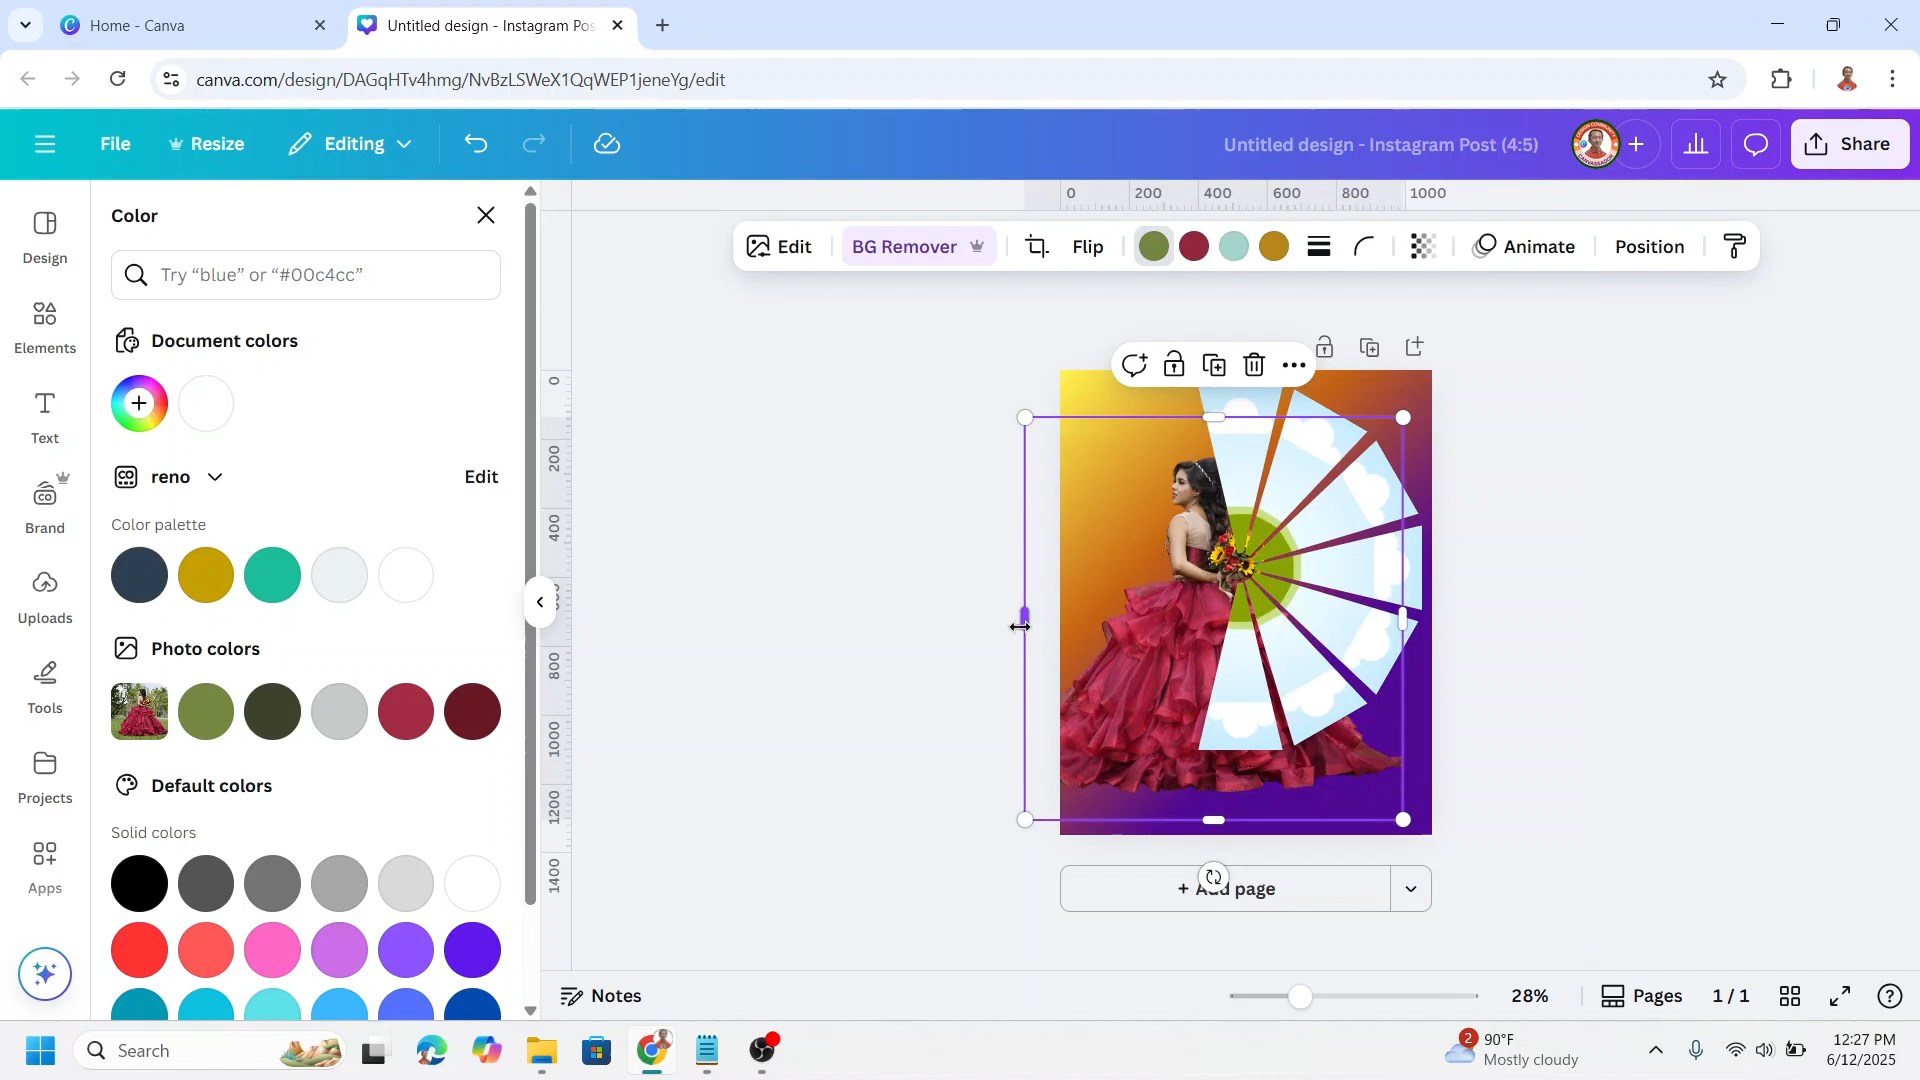 Home - Canva
Untitled design - Instagram Pos
canva.com/design/DAGqHTv4hmg/NvBzLSWeX1QqWEP1jeneYg/edit
File
Resize
Editing
Untitled design - Instagram Post (4:5)
Share
Design
Elements
Text
Brand
Uploads
Tools
Projects
Apps
Color
Try “blue” or “#00c4cc”
Document colors
reno
Edit
Color palette
Photo colors
Default colors
Solid colors
0 200 400 600 800 1000
Edit
BG Remover
Flip
Animate
Position
0
200
400
800
1000
1200
1400
+ Add page
Notes
28%
Pages
1 / 1
Search
2
90°F
Mostly cloudy
12:27 PM
6/12/2025